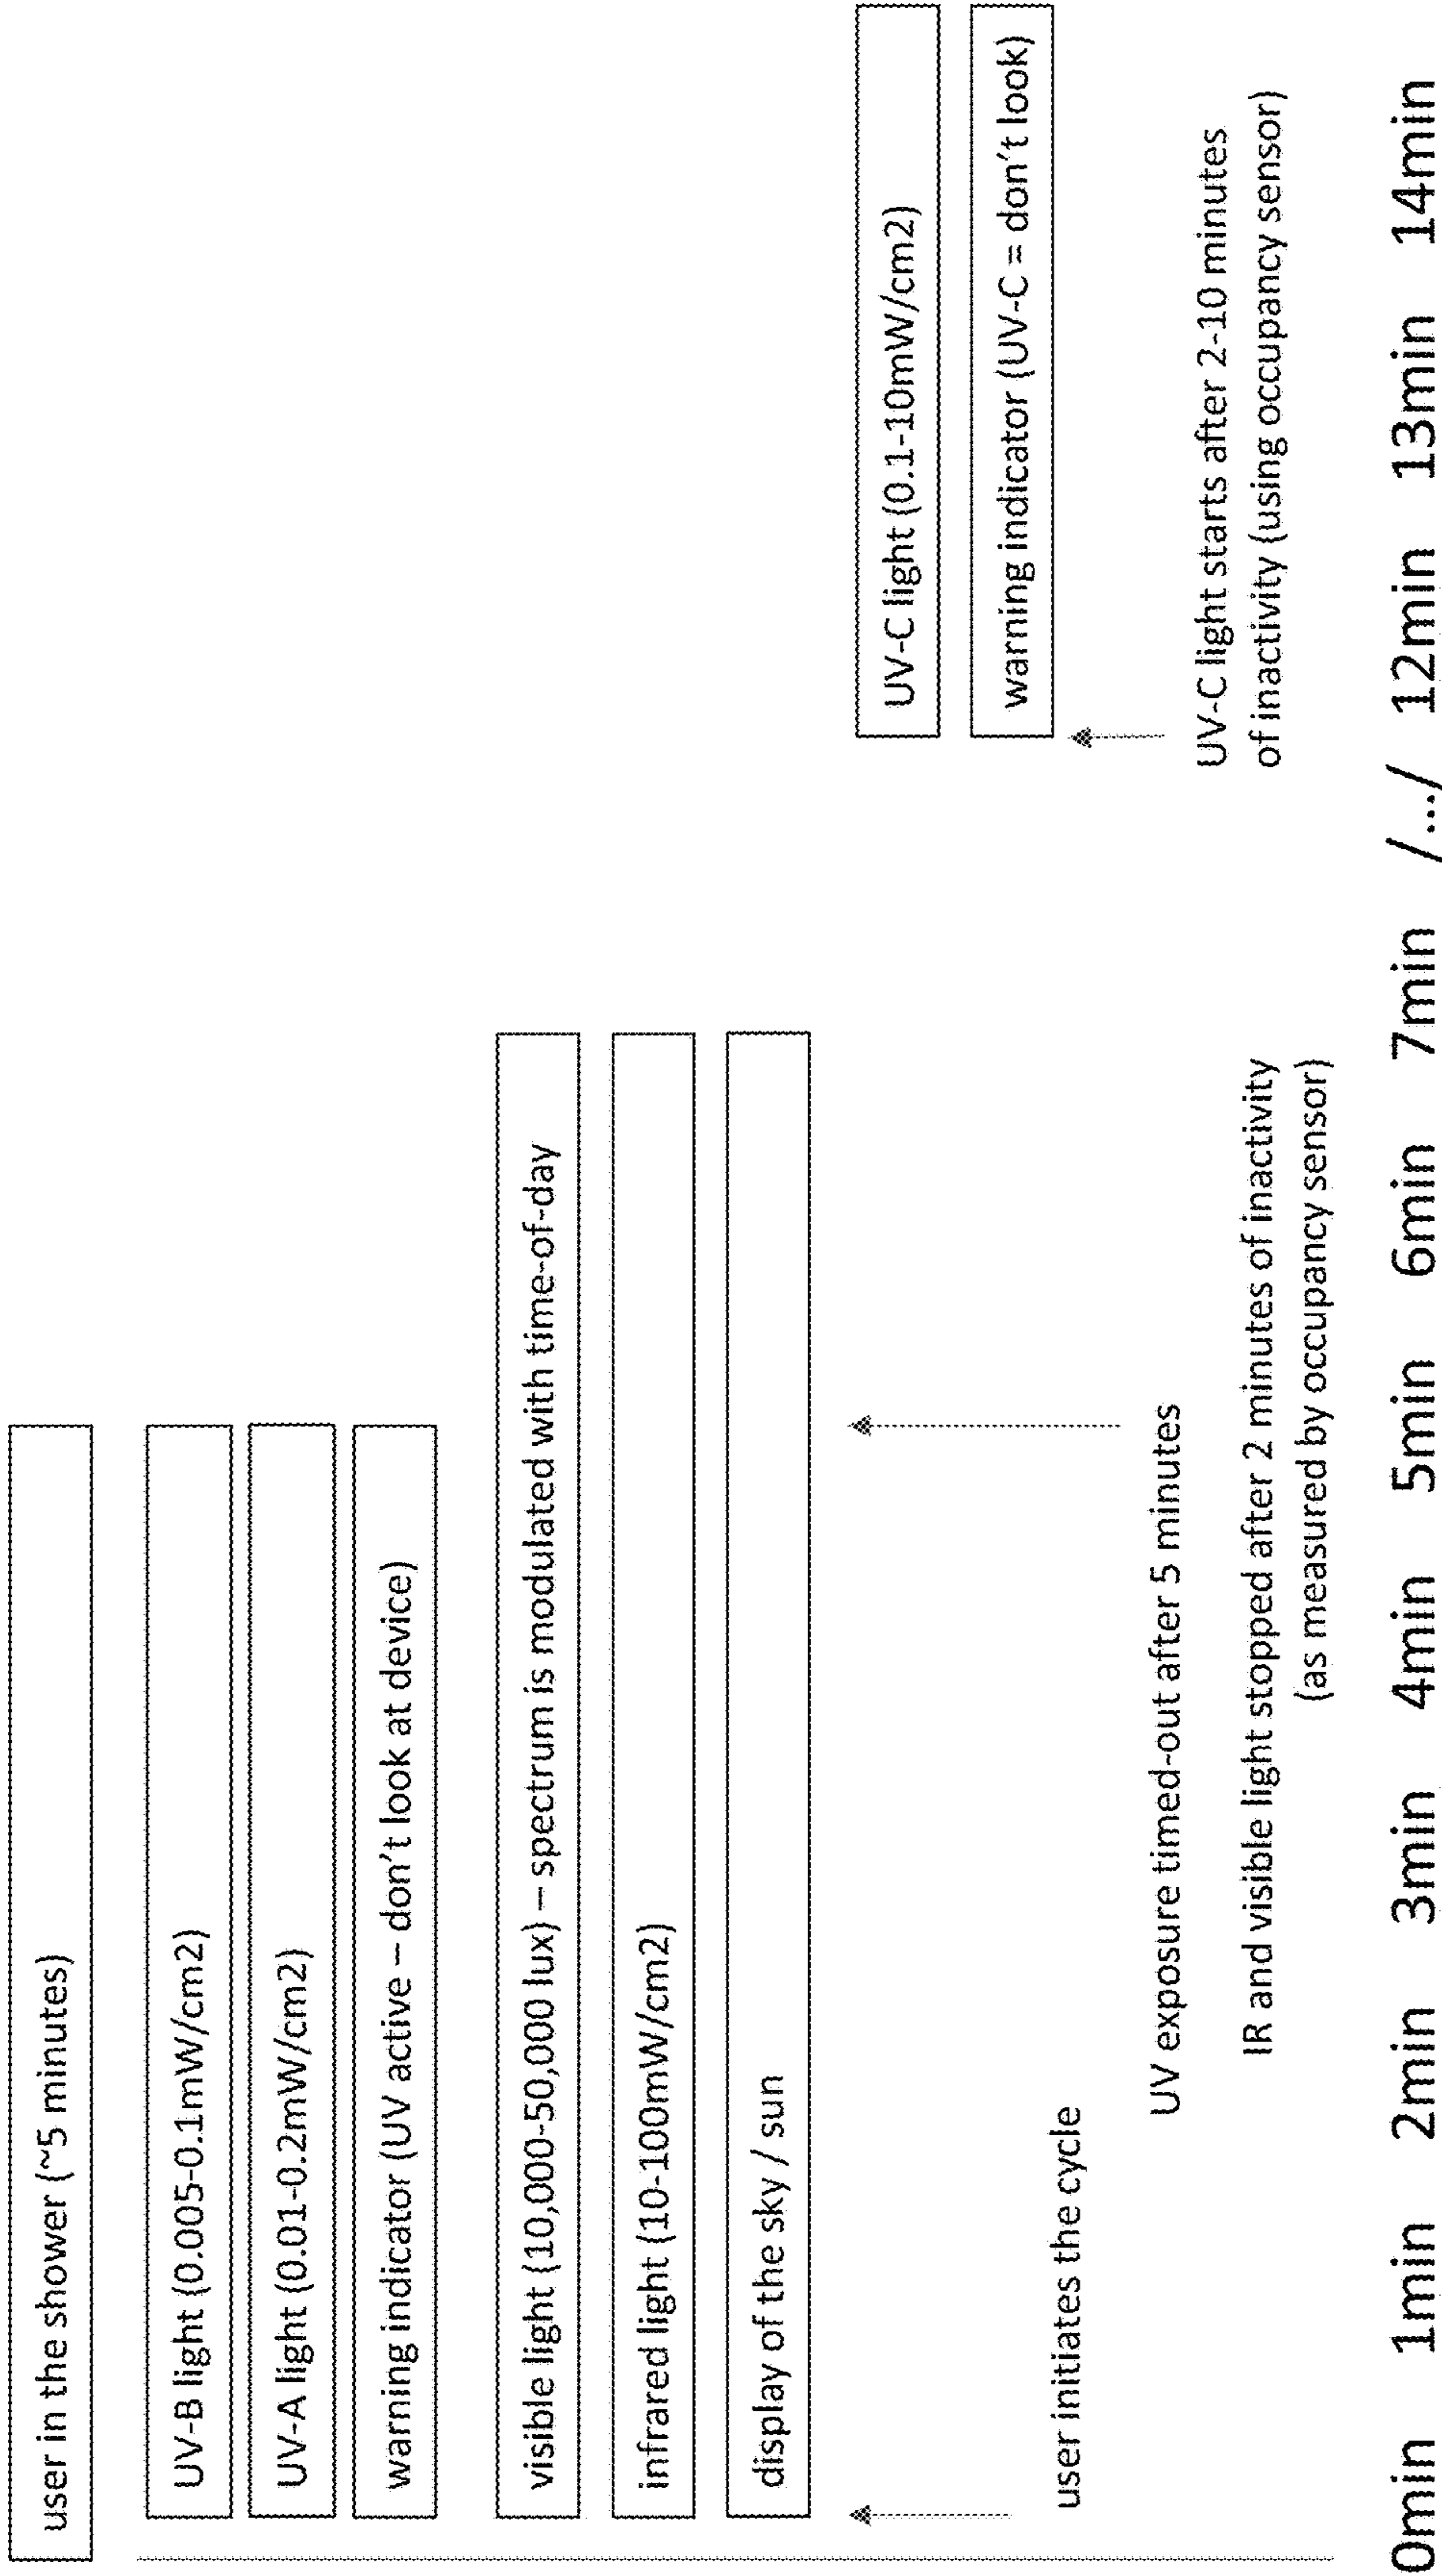 user in the shower (~5 minutes)
UV-B light (0.005-0.1mW/cm2)
UV-A light (0.01-0.2mW/cm2)
warning indicator (UV active – don't look at device)
visible light (10,000-50,000 lux) – spectrum is modulated with time-of-day
infrared light (10-100mW/cm2)
display of the sky / sun
UV-C light (0.1-10mW/cm2)
warning indicator (UV-C = don't look)
user initiates the cycle
UV exposure timed-out after 5 minutes
IR and visible light stopped after 2 minutes of inactivity
(as measured by occupancy sensor)
UV-C light starts after 2-10 minutes
of inactivity (using occupancy sensor)
0min 1min 2min 3min 4min 5min 6min 7min /.../ 12min 13min 14min